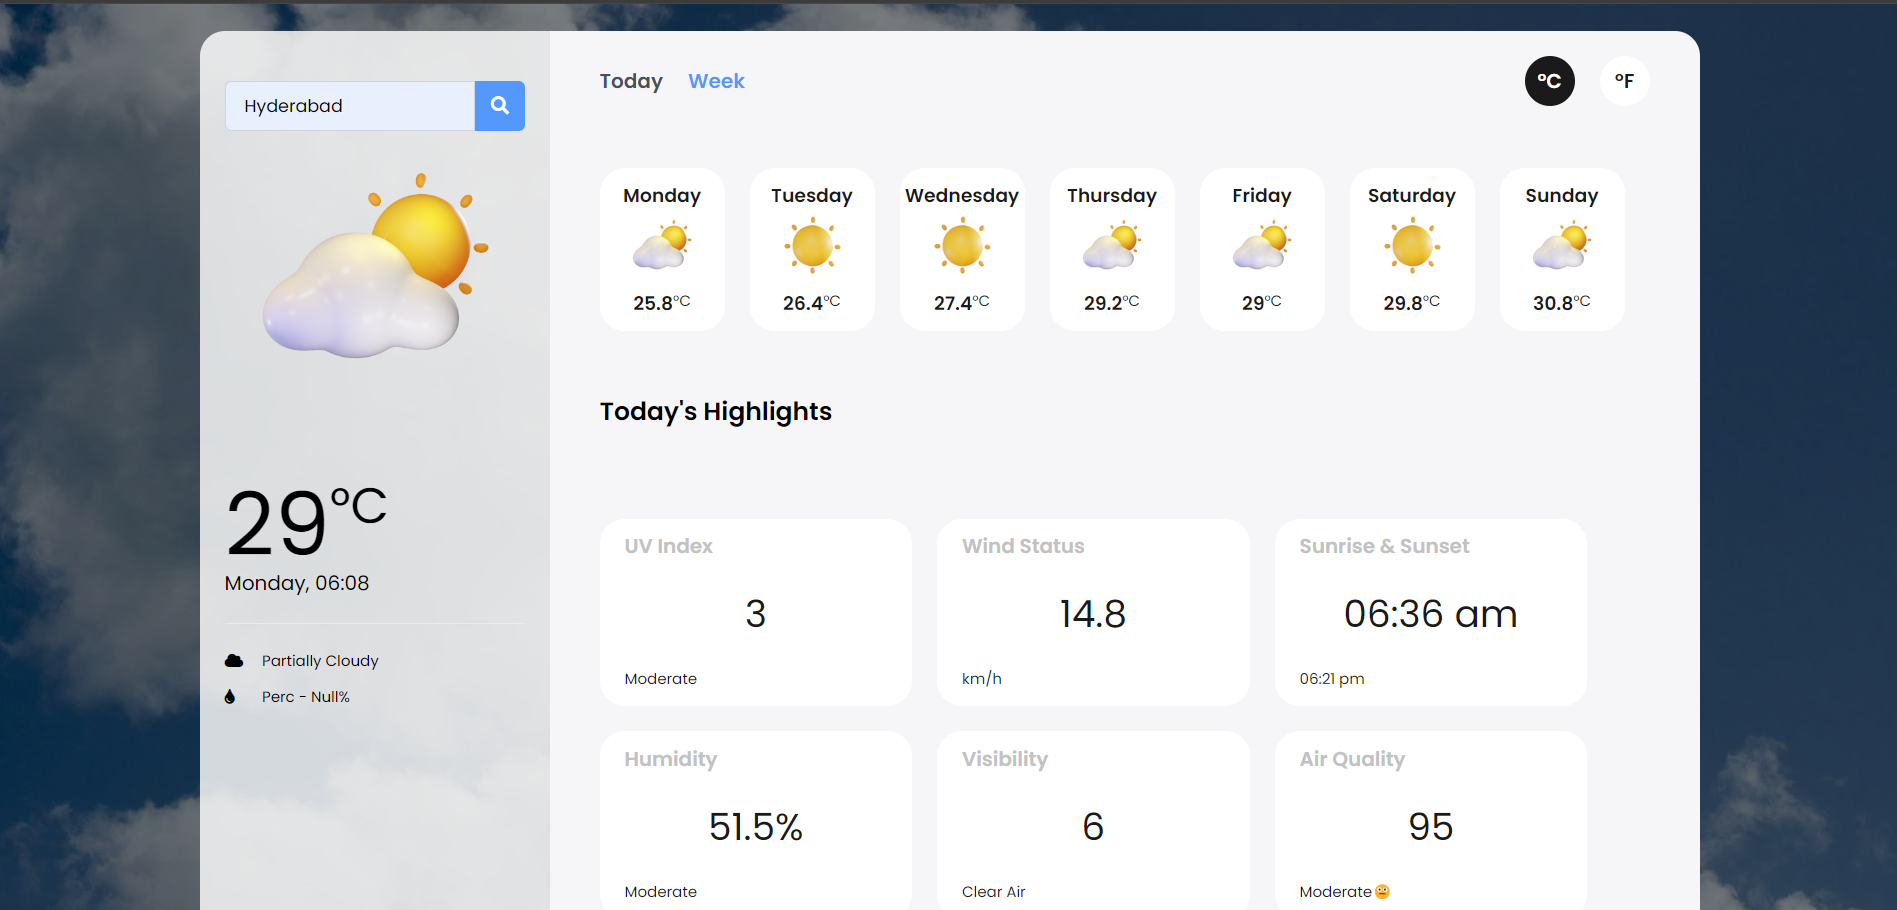 Hyderabad
29°C
Monday, 06:08
Partially Cloudy
Perc - Null%
Today Week
°C °F
Monday Tuesday Wednesday Thursday Friday Saturday Sunday
25.8°C 26.4°C 27.4°C 29.2°C 29°C 29.8°C 30.8°C
Today's Highlights
UV Index
3
Moderate
Wind Status
14.8
km/h
Sunrise & Sunset
06:36 am
06:21 pm
Humidity
51.5%
Moderate
Visibility
6
Clear Air
Air Quality
95
Moderate😐